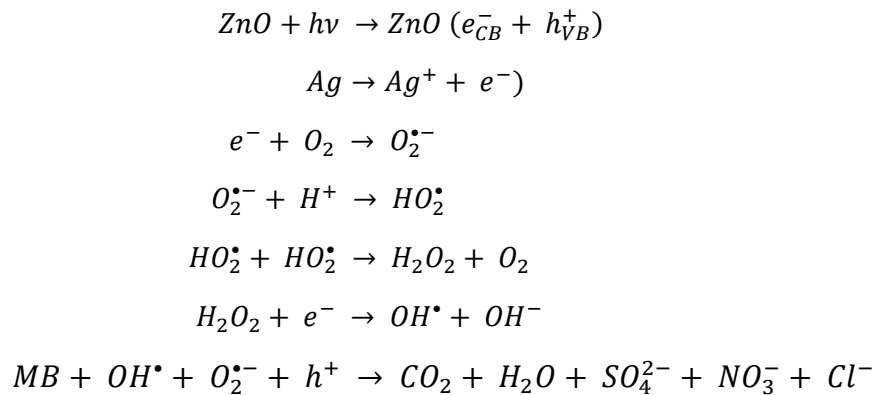 ZnO + hν → ZnO (e⁻_CB + h⁺_VB)
Ag → Ag⁺ + e⁻)
e⁻ + O₂ → O₂•⁻
O₂•⁻ + H⁺ → HO₂•
HO₂• + HO₂• → H₂O₂ + O₂
H₂O₂ + e⁻ → OH• + OH⁻
MB + OH• + O₂•⁻ + h⁺ → CO₂ + H₂O + SO₄²⁻ + NO₃⁻ + Cl⁻